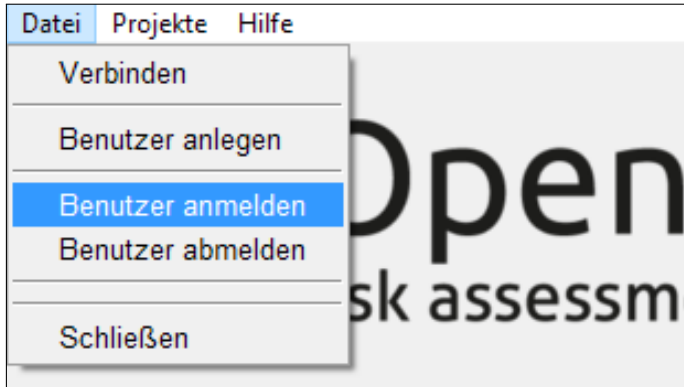 Datei Projekte Hilfe
Verbinden
Benutzer anlegen
Benutzer anmelden
Benutzer abmelden
Schließen
Open
sk assessm